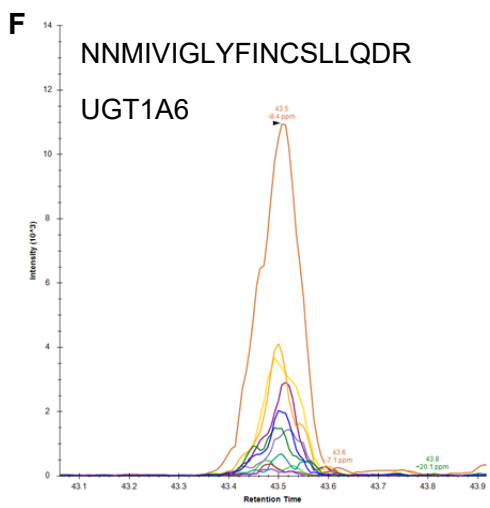 F
NNMIVIGLYFINCSLLQDR
UGT1A6
14
12
10
8
6
4
2
0
Intensity (10^3)
43.5
-8.4 ppm
43.6
-7.1 ppm
43.8
+20.1 ppm
43.1 43.2 43.3 43.4 43.5 43.6 43.7 43.8 43.9
Retention Time